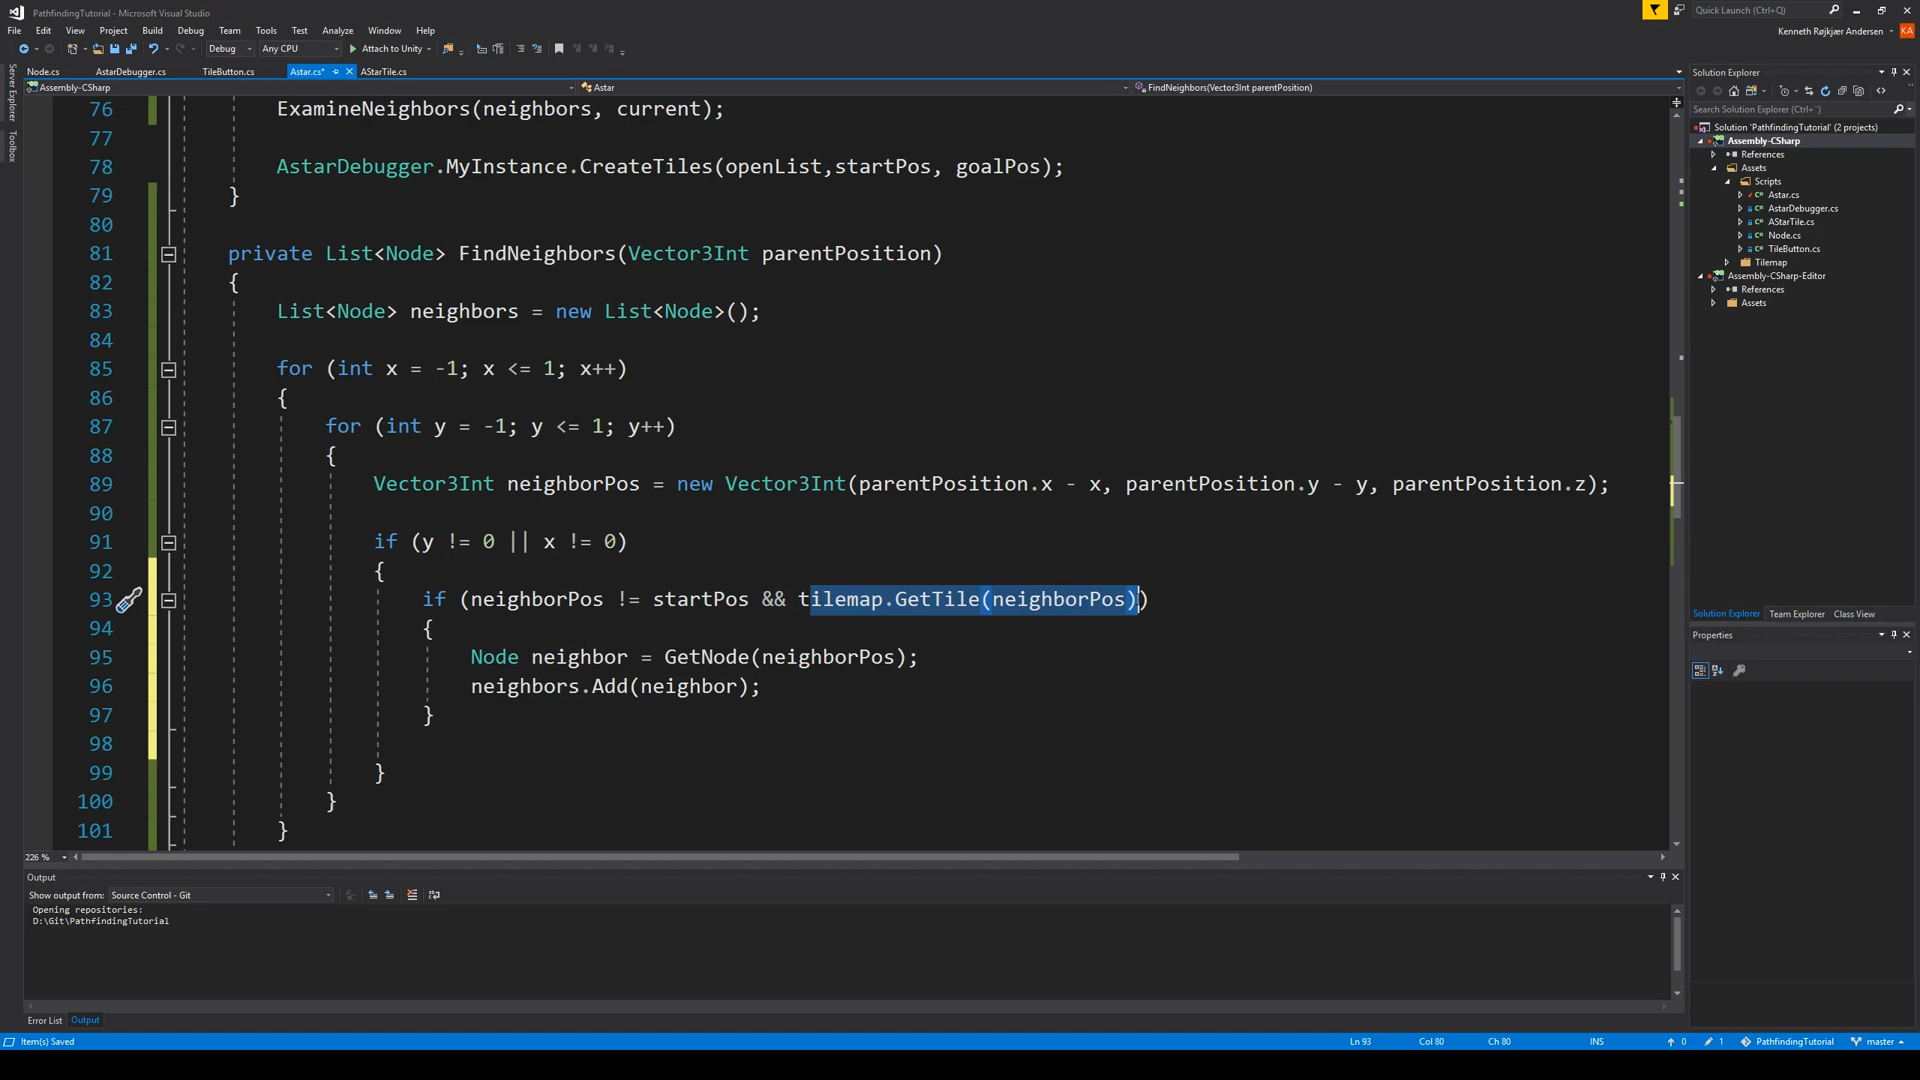 PathfindingTutorial - Microsoft Visual Studio
Quick Launch (Ctrl+Q)
File Edit View Project Build Debug Team Tools Test Analyze Window Help
Kenneth Røjkjær Andersen
KA
Debug Any CPU Attach to Unity
Node.cs AstarDebugger.cs TileButton.cs Astar.cs* AStarTile.cs
Assembly-CSharp Astar FindNeighbors(Vector3Int parentPosition)
Server Explorer
Toolbox
76 ExamineNeighbors(neighbors, current);
77
78 AstarDebugger.MyInstance.CreateTiles(openList,startPos, goalPos);
79 }
80
81 private List<Node> FindNeighbors(Vector3Int parentPosition)
82 {
83 List<Node> neighbors = new List<Node>();
84
85 for (int x = -1; x <= 1; x++)
86 {
87 for (int y = -1; y <= 1; y++)
88 {
89 Vector3Int neighborPos = new Vector3Int(parentPosition.x - x, parentPosition.y - y, parentPosition.z);
90
91 if (y != 0 || x != 0)
92 {
93 if (neighborPos != startPos && tilemap.GetTile(neighborPos))
94 {
95 Node neighbor = GetNode(neighborPos);
96 neighbors.Add(neighbor);
97 }
98
99 }
100 }
101 }
226 %
Output
Show output from: Source Control - Git
Opening repositories:
D:\Git\PathfindingTutorial
Error List Output
Solution Explorer
Search Solution Explorer (Ctrl+¨)
Solution 'PathfindingTutorial' (2 projects)
Assembly-CSharp
References
Assets
Scripts
Astar.cs
AstarDebugger.cs
AStarTile.cs
Node.cs
TileButton.cs
Tilemap
Assembly-CSharp-Editor
References
Assets
Solution Explorer Team Explorer Class View
Properties
Item(s) Saved Ln 93 Col 80 Ch 80 INS 0 1 PathfindingTutorial master